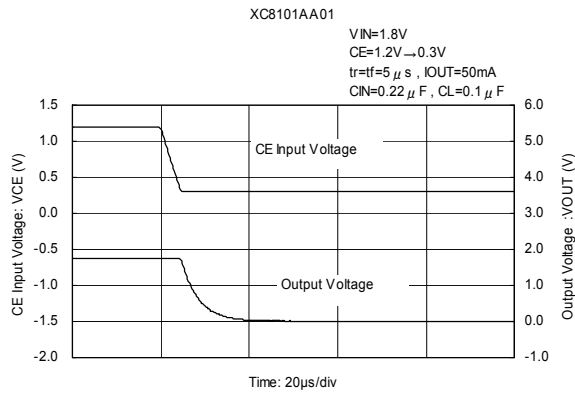 XC8101AA01
VIN=1.8V
CE=1.2V→0.3V
tr=tf=5μs , IOUT=50mA
CIN=0.22μF , CL=0.1μF
CE Input Voltage: VCE (V)
1.5
1.0
0.5
0.0
-0.5
-1.0
-1.5
-2.0
CE Input Voltage
Output Voltage
6.0
5.0
4.0
3.0
2.0
1.0
0.0
-1.0
Output Voltage :VOUT (V)
Time: 20μs/div